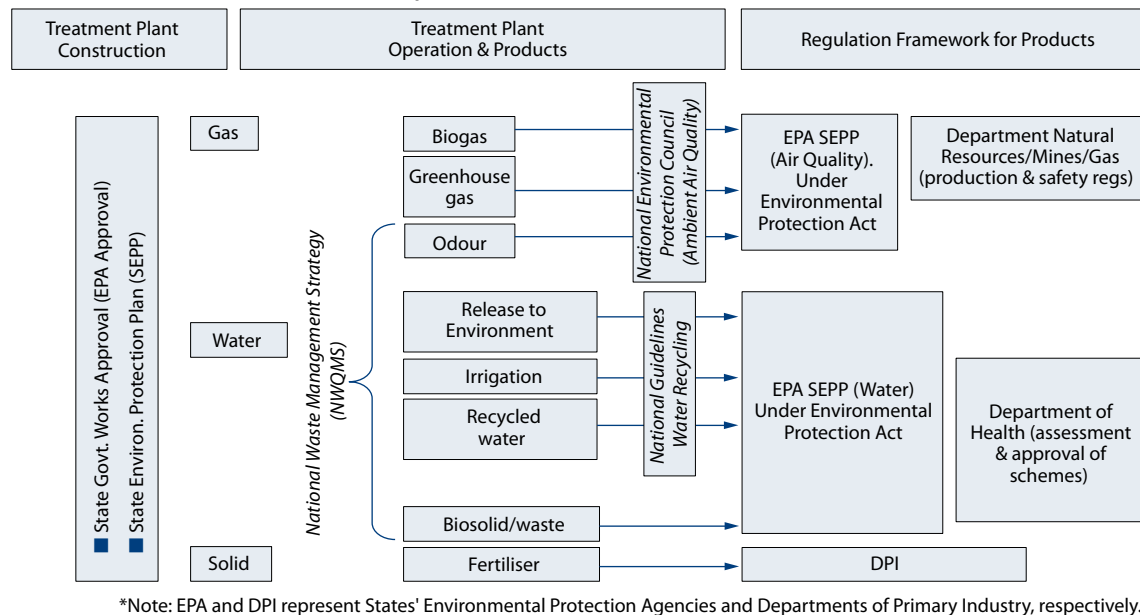 Treatment Plant
Construction
Treatment Plant
Operation & Products
Regulation Framework for Products
State Govt. Works Approval (EPA Approval)
State Environ. Protection Plan (SEPP)
Gas
Water
Solid
National Waste Management Strategy
(NWQMS)
Biogas
Greenhouse
gas
Odour
Release to
Environment
Irrigation
Recycled
water
Biosolid/waste
Fertiliser
National Environmental
Protection Council
(Ambient Air Quality)
National Guidelines
Water Recycling
EPA SEPP
(Air Quality).
Under
Environmental
Protection Act
Department Natural
Resources/Mines/Gas
(production & safety regs)
EPA SEPP (Water)
Under Environmental
Protection Act
Department of
Health (assessment
& approval of
schemes)
DPI
*Note: EPA and DPI represent States' Environmental Protection Agencies and Departments of Primary Industry, respectively.